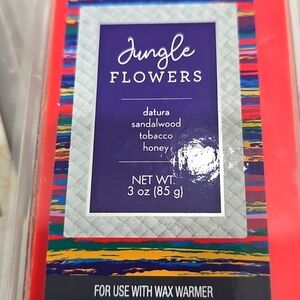 Jungle
FLOWERS
datura
sandalwood
tobacco
honey
NET WT.
3 oz (85 g)
FOR USE WITH WAX WARMER